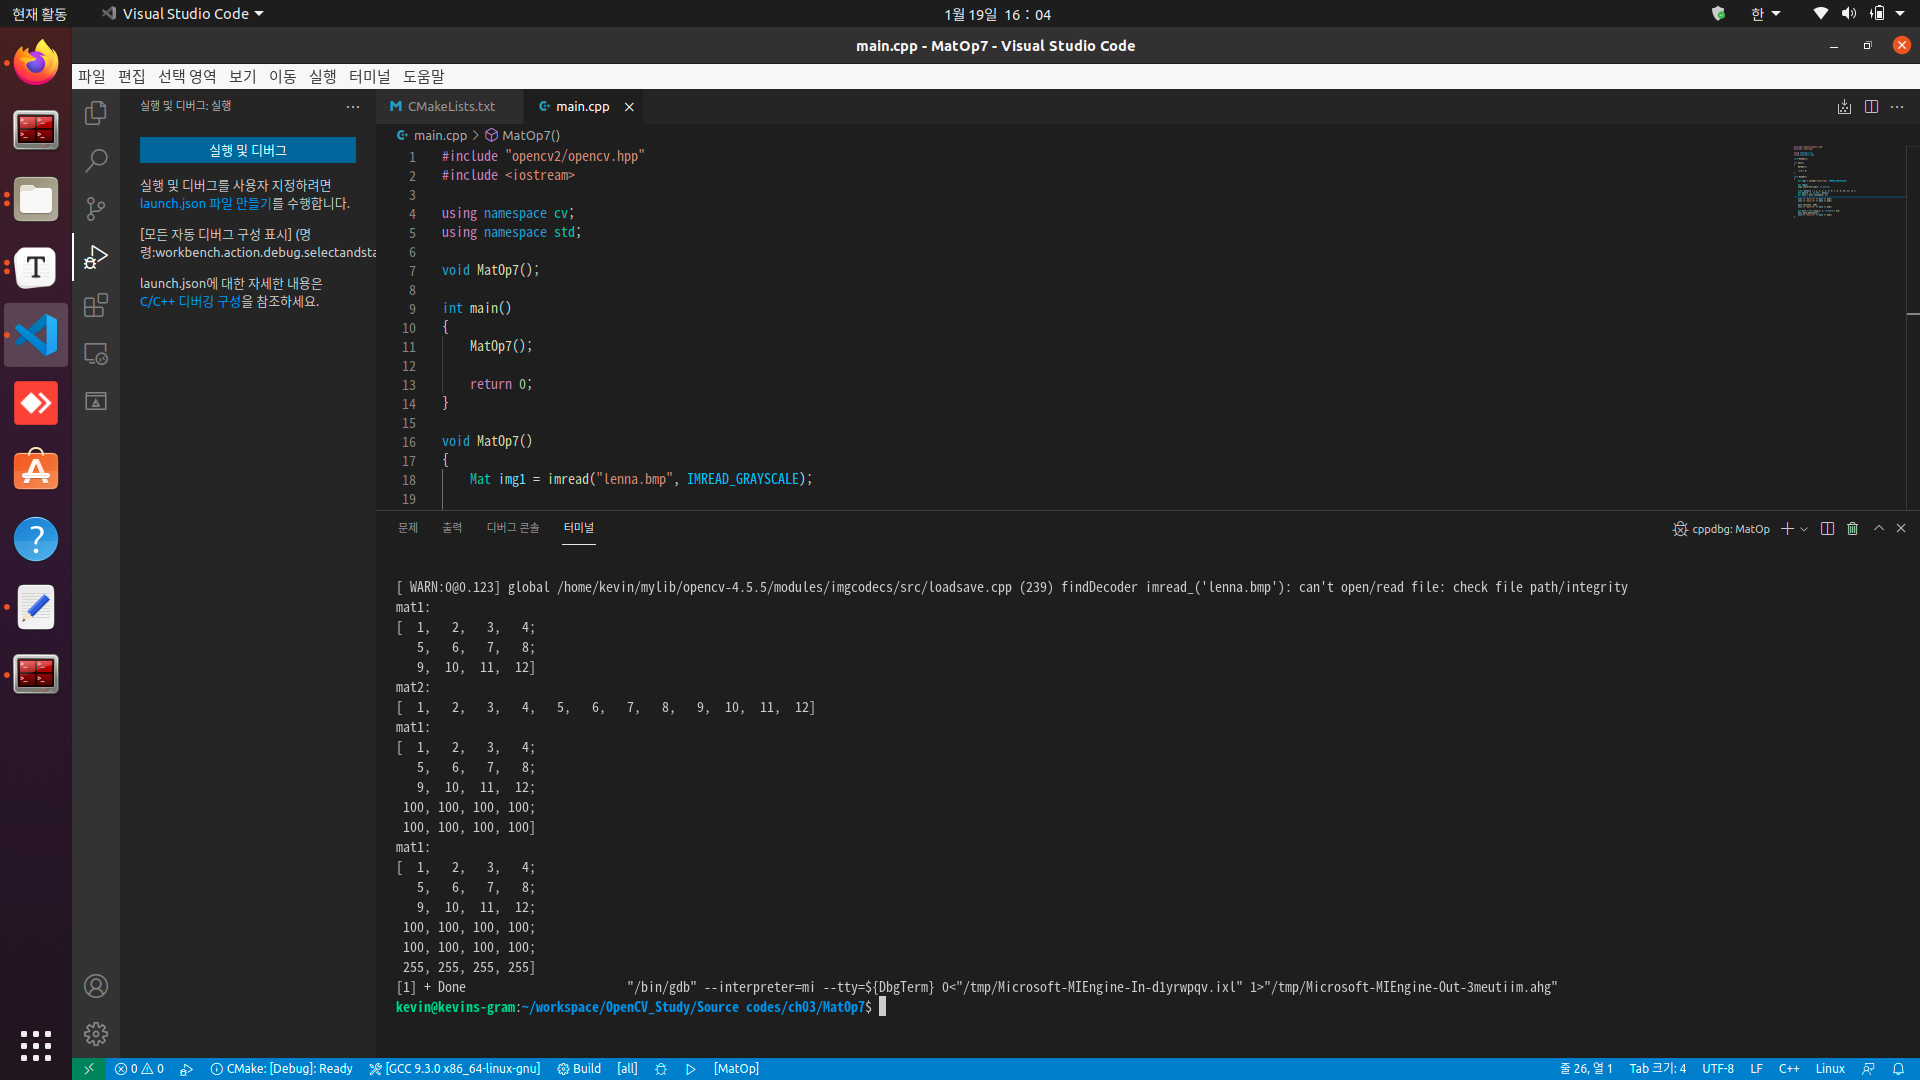 현재 활동
Visual Studio Code
1월 19일 16 : 04
한
main.cpp - MatOp7 - Visual Studio Code
파일 편집 선택 영역 보기 이동 실행 터미널 도움말
실행 및 디버그: 실행
실행 및 디버그
실행 및 디버그를 사용자 지정하려면
launch.json 파일 만들기를 수행합니다.
[모든 자동 디버그 구성 표시] (명
령:workbench.action.debug.selectandsta
launch.json에 대한 자세한 내용은
C/C++ 디버깅 구성을 참조하세요.
CMakeLists.txt
main.cpp
main.cpp > MatOp7()
1 #include "opencv2/opencv.hpp"
2 #include <iostream>
3
4 using namespace cv;
5 using namespace std;
6
7 void MatOp7();
8
9 int main()
10 {
11 MatOp7();
12
13 return 0;
14 }
15
16 void MatOp7()
17 {
18 Mat img1 = imread("lenna.bmp", IMREAD_GRAYSCALE);
19
문제 출력 디버그 콘솔 터미널
cppdbg: MatOp
[ WARN:0@0.123] global /home/kevin/mylib/opencv-4.5.5/modules/imgcodecs/src/loadsave.cpp (239) findDecoder imread_('lenna.bmp'): can't open/read file: check file path/integrity
mat1:
[  1,   2,   3,   4;
   5,   6,   7,   8;
   9,  10,  11,  12]
mat2:
[  1,   2,   3,   4,   5,   6,   7,   8,   9,  10,  11,  12]
mat1:
[  1,   2,   3,   4;
   5,   6,   7,   8;
   9,  10,  11,  12;
 100, 100, 100, 100;
 100, 100, 100, 100]
mat1:
[  1,   2,   3,   4;
   5,   6,   7,   8;
   9,  10,  11,  12;
 100, 100, 100, 100;
 100, 100, 100, 100;
 255, 255, 255, 255]
[1] + Done "/bin/gdb" --interpreter=mi --tty=${DbgTerm} 0<"/tmp/Microsoft-MIEngine-In-d1yrwpqv.ixl" 1>"/tmp/Microsoft-MIEngine-Out-3meutiim.ahg"
kevin@kevins-gram:~/workspace/OpenCV_Study/Source codes/ch03/MatOp7$
0 0 CMake: [Debug]: Ready [GCC 9.3.0 x86_64-linux-gnu] Build [all] [MatOp]
줄 26, 열 1 Tab 크기: 4 UTF-8 LF C++ Linux